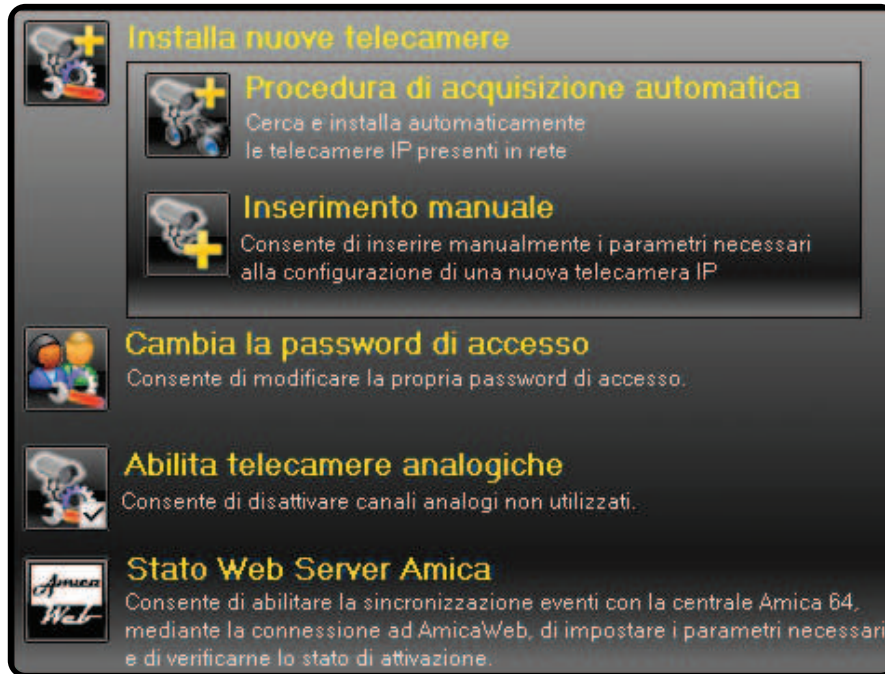 Installa nuove telecamere
Procedura di acquisizione automatica
Cerca e installa automaticamente
le telecamere IP presenti in rete
Inserimento manuale
Consente di inserire manualmente i parametri necessari
alla configurazione di una nuova telecamera IP
Cambia la password di accesso
Consente di modificare la propria password di accesso.
Abilita telecamere analogiche
Consente di disattivare canali analogi non utilizzati.
Stato Web Server Amica
Amica
Web
Consente di abilitare la sincronizzazione eventi con la centrale Amica 64,
mediante la connessione ad AmicaWeb, di impostare i parametri necessari
e di verificarne lo stato di attivazione.